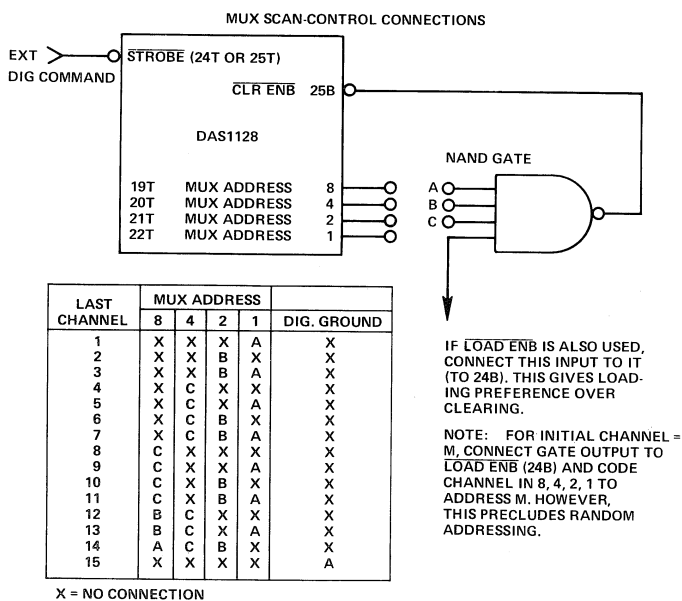 MUX SCAN-CONTROL CONNECTIONS
EXT
DIG COMMAND
STROBE (24T OR 25T)
CLR ENB 25B
DAS1128
19T MUX ADDRESS 8
20T MUX ADDRESS 4
21T MUX ADDRESS 2
22T MUX ADDRESS 1
NAND GATE
A
B
C
LAST CHANNEL MUX ADDRESS
8 4 2 1 DIG. GROUND
1 X X X A X
2 X X B X X
3 X X B A X
4 X C X X X
5 X C X A X
6 X C B X X
7 X C B A X
8 C X X X X
9 C X X A X
10 C X B X X
11 C X B A X
12 B C X X X
13 B C X A X
14 A C B X X
15 X X X X A
X = NO CONNECTION
IF LOAD ENB IS ALSO USED,
CONNECT THIS INPUT TO IT
(TO 24B). THIS GIVES LOAD-
ING PREFERENCE OVER
CLEARING.
NOTE: FOR INITIAL CHANNEL =
M, CONNECT GATE OUTPUT TO
LOAD ENB (24B) AND CODE
CHANNEL IN 8, 4, 2, 1 TO
ADDRESS M. HOWEVER,
THIS PRECLUDES RANDOM
ADDRESSING.